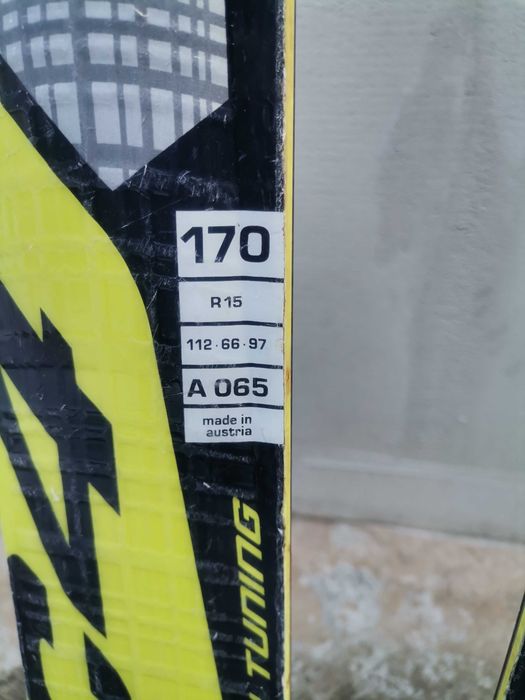 170
R15
112·66·97
A 065
made in
austria
TUNING